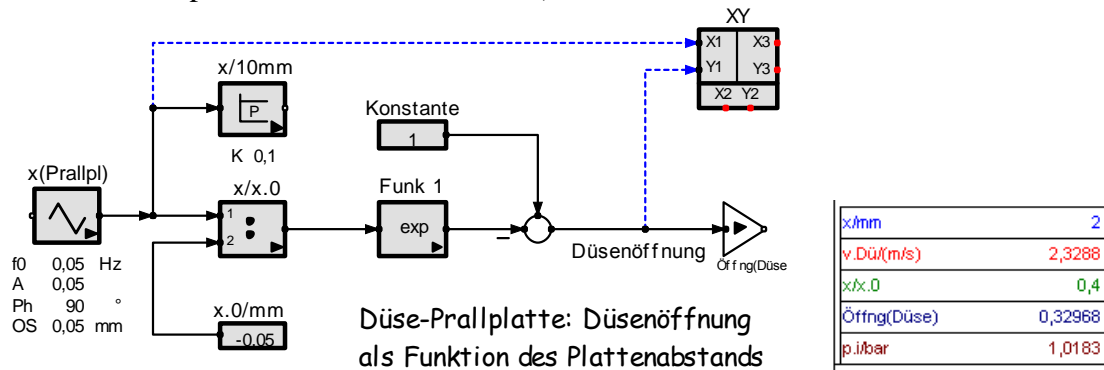 XY
X1 X3
Y1 Y3
X2 Y2
x/10mm
P
K 0,1
Konstante
1
x(Prallpl)
x/x.0
1
2
Funk 1
exp
–
Düsenöffnung
Öffng(Düse
f0 0,05 Hz
A 0,05
Ph 90 °
OS 0,05 mm
x.0/mm
-0.05
Düse-Prallplatte: Düsenöffnung
als Funktion des Plattenabstands
x/mm 2
v.Dü/(m/s) 2,3288
x/x.0 0,4
Öffng(Düse) 0,32968
p.i/bar 1,0183